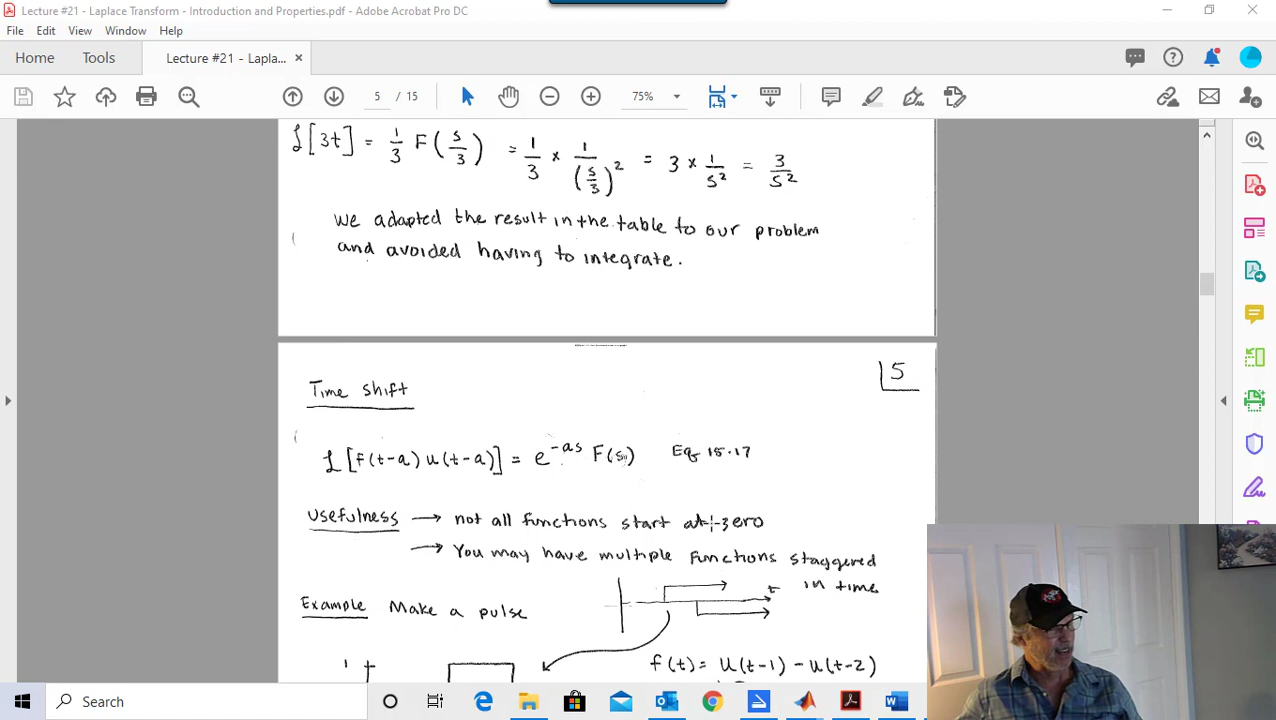 Lecture #21 - Laplace Transform - Introduction and Properties.pdf - Adobe Acrobat Pro DC
File Edit View Window Help
Home Tools Lecture #21 - Lapla... ×
5 / 15 75%
ℒ[3t] = 1/3 F(s/3) = 1/3 × 1/(s/3)² = 3 × 1/s² = 3/s²
We adapted the result in the table to our problem
and avoided having to integrate.
5
Time shift
ℒ[f(t-a) u(t-a)] = e^-as F(s) Eq 15.17
Usefulness → not all functions start at zero
→ You may have multiple functions staggered
in time
t
Example Make a pulse
f(t) = u(t-1) - u(t-2)
1
Search